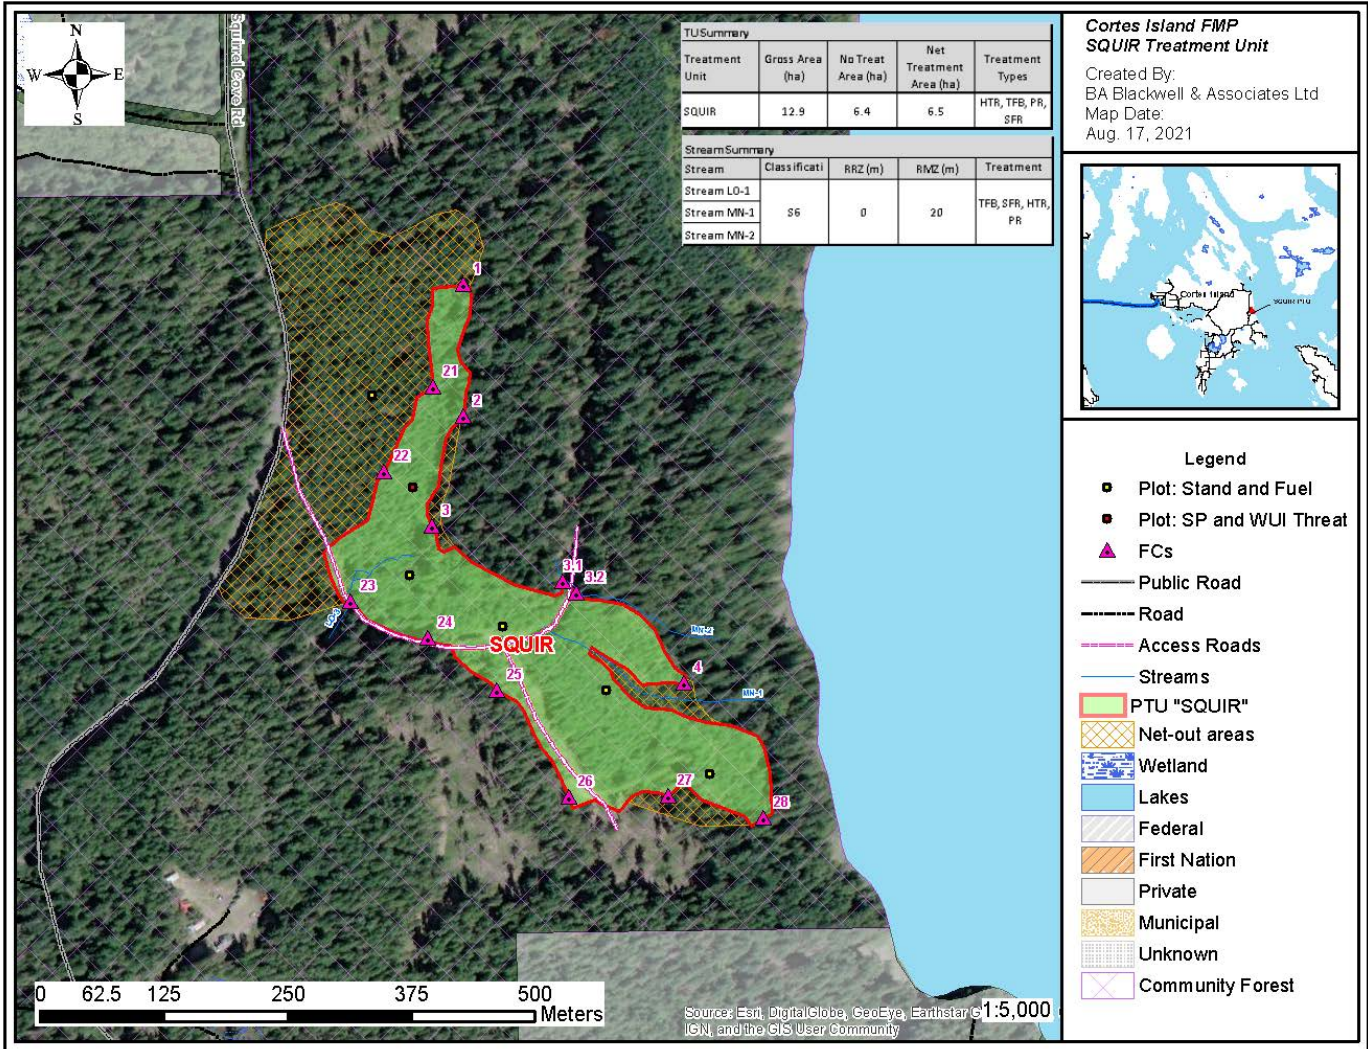 N
W
E
S
Squirrel Cove Rd
TU Summary
Treatment Unit
Gross Area (ha)
No Treat Area (ha)
Net Treatment Area (ha)
Treatment Types
SQUIR
12.9
6.4
6.5
HTR, TFB, PR, SFR
Stream Summary
Stream
Classificati
RRZ (m)
RMZ (m)
Treatment
Stream LO-1
Stream MN-1
Stream MN-2
S6
0
20
TFB, SFR, HTR, PR
1
21
2
22
3
3.1
3.2
23
24
SQUIR
MN-2
25
4
MN-1
26
27
28
0 62.5 125 250 375 500
Meters
Source: Esri, DigitalGlobe, GeoEye, Earthstar G
IGN, and the GIS User Community
1:5,000
Cortes Island FMP
SQUIR Treatment Unit
Created By:
BA Blackwell & Associates Ltd
Map Date:
Aug. 17, 2021
Cortes Island
SQUIR PTU
Legend
Plot: Stand and Fuel
Plot: SP and WUI Threat
FCs
Public Road
Road
Access Roads
Streams
PTU "SQUIR"
Net-out areas
Wetland
Lakes
Federal
First Nation
Private
Municipal
Unknown
Community Forest